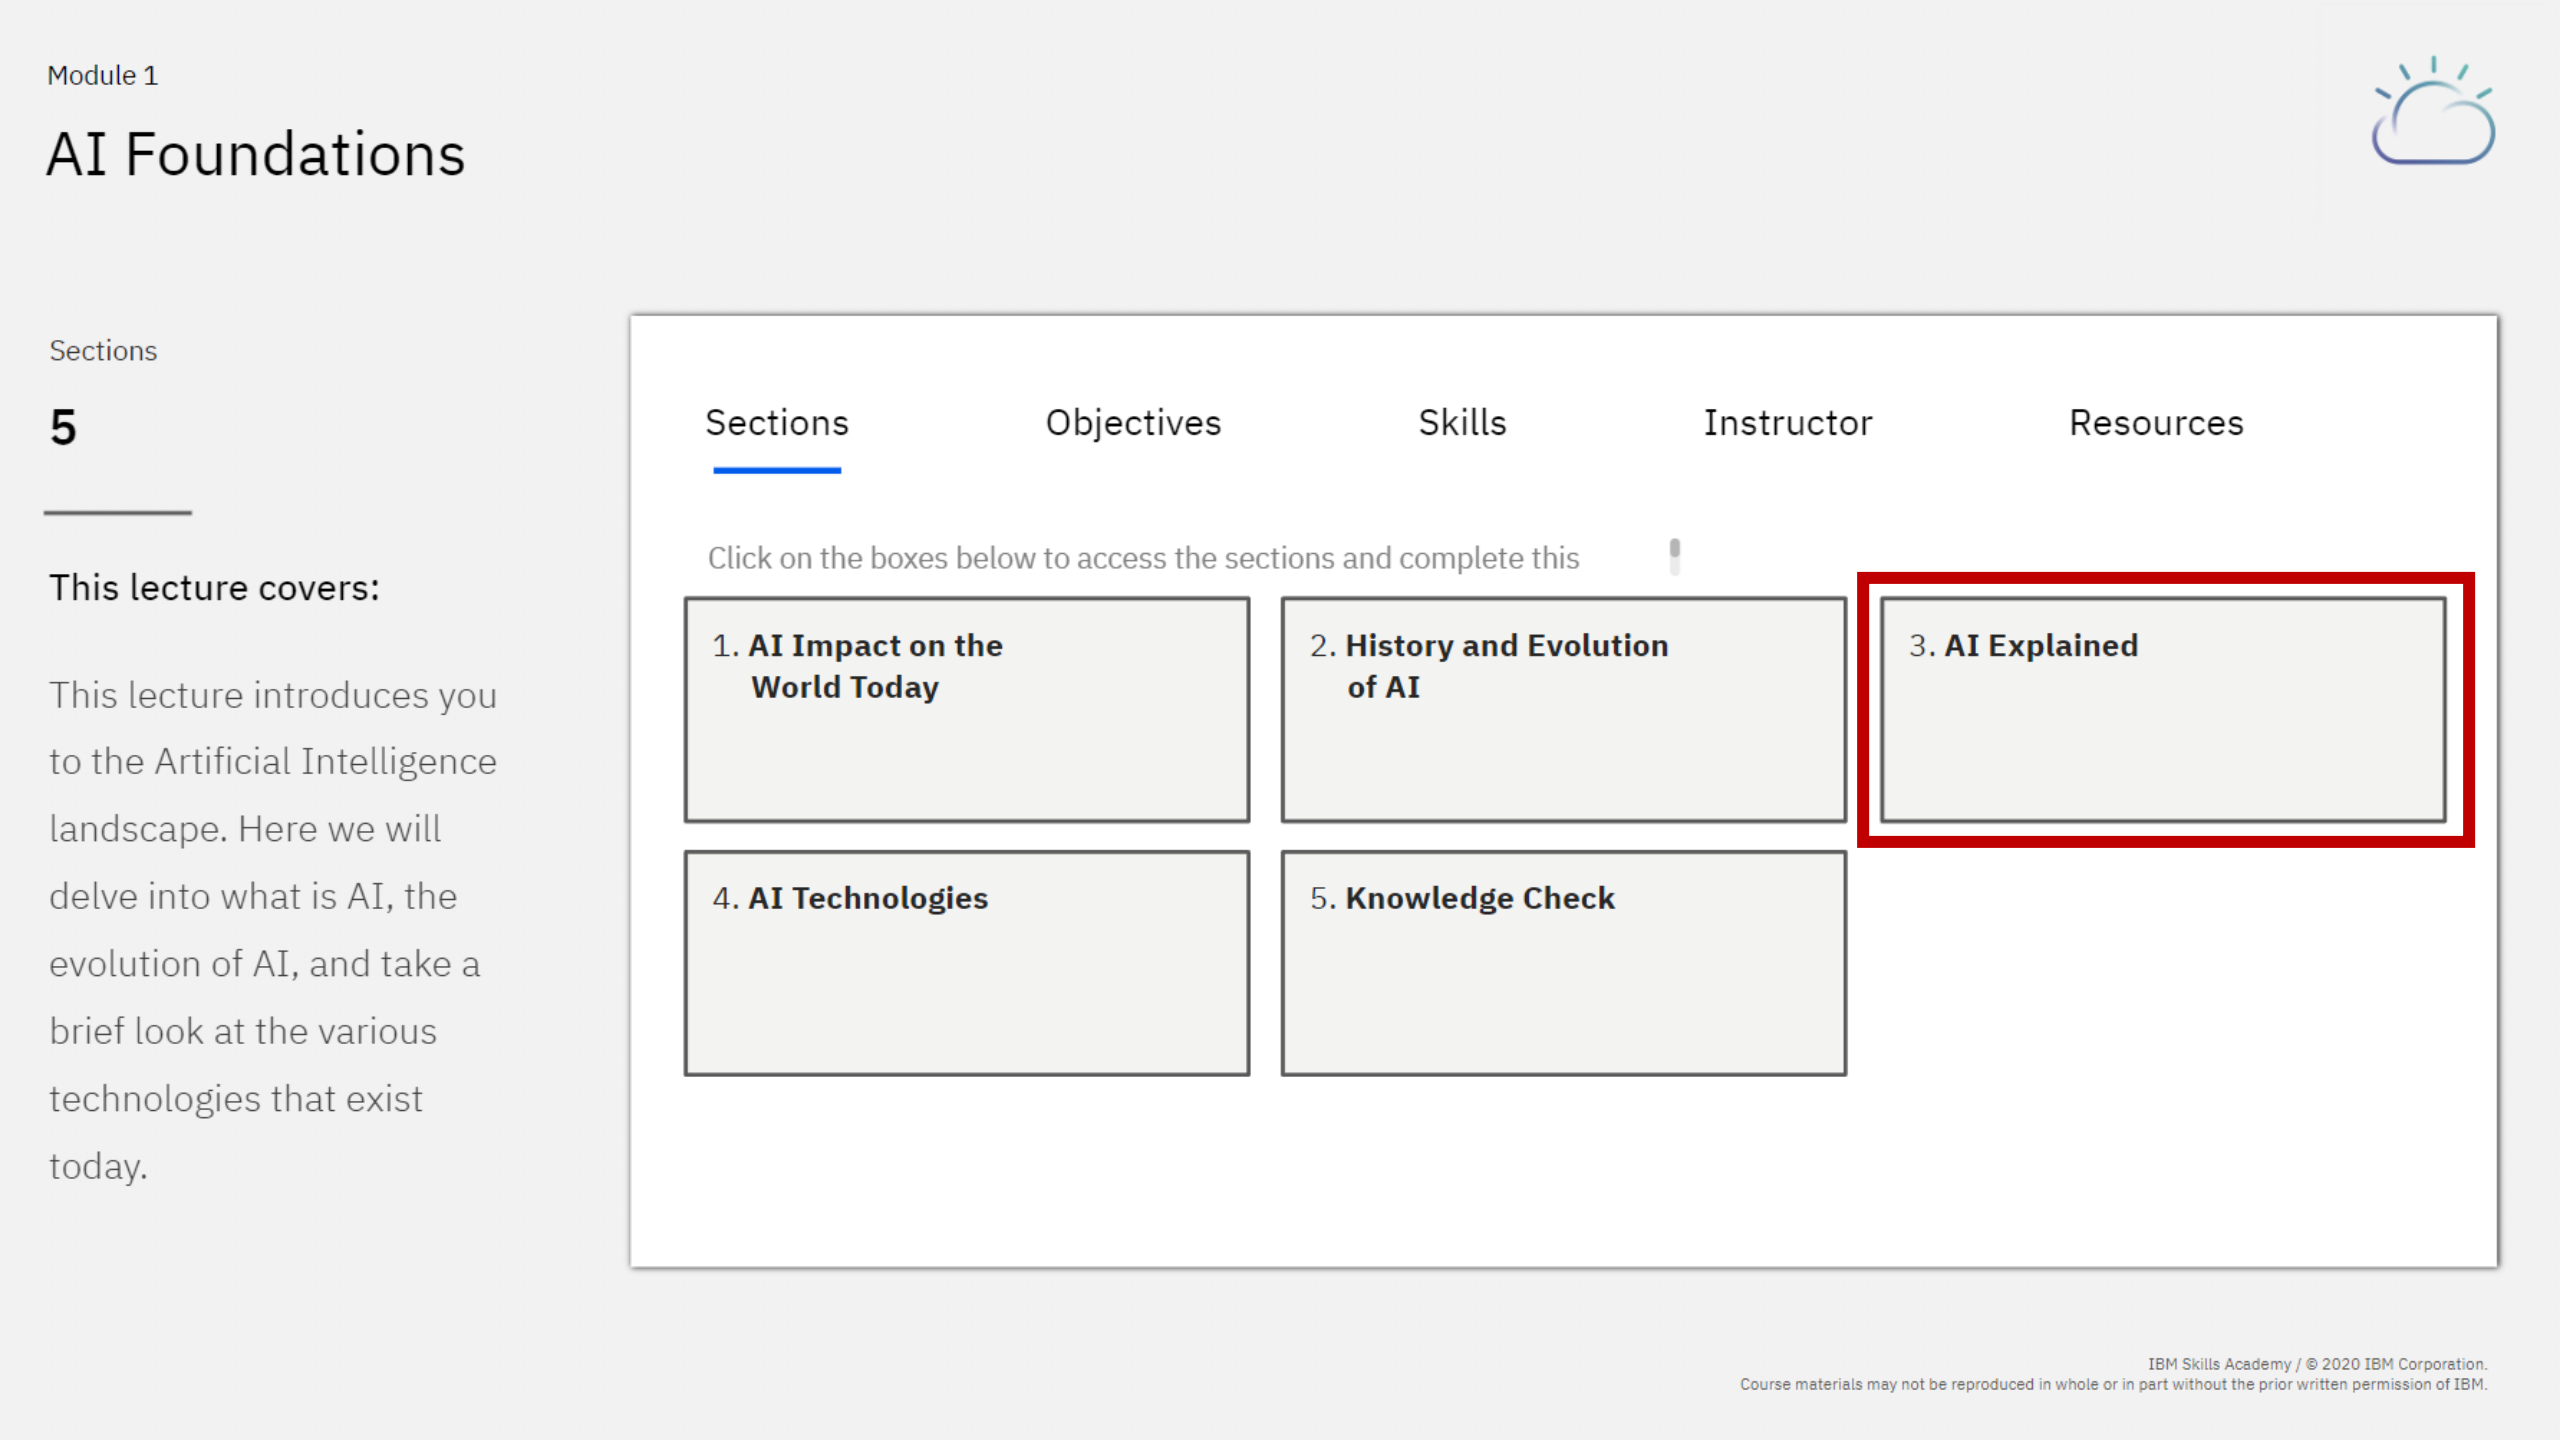 Module 1
AI Foundations
Sections
5
This lecture covers:
This lecture introduces you
to the Artificial Intelligence
landscape. Here we will
delve into what is AI, the
evolution of AI, and take a
brief look at the various
technologies that exist
today.
Sections Objectives Skills Instructor Resources
Click on the boxes below to access the sections and complete this
1. AI Impact on the
World Today
2. History and Evolution
of AI
3. AI Explained
4. AI Technologies
5. Knowledge Check
IBM Skills Academy / © 2020 IBM Corporation.
Course materials may not be reproduced in whole or in part without the prior written permission of IBM.